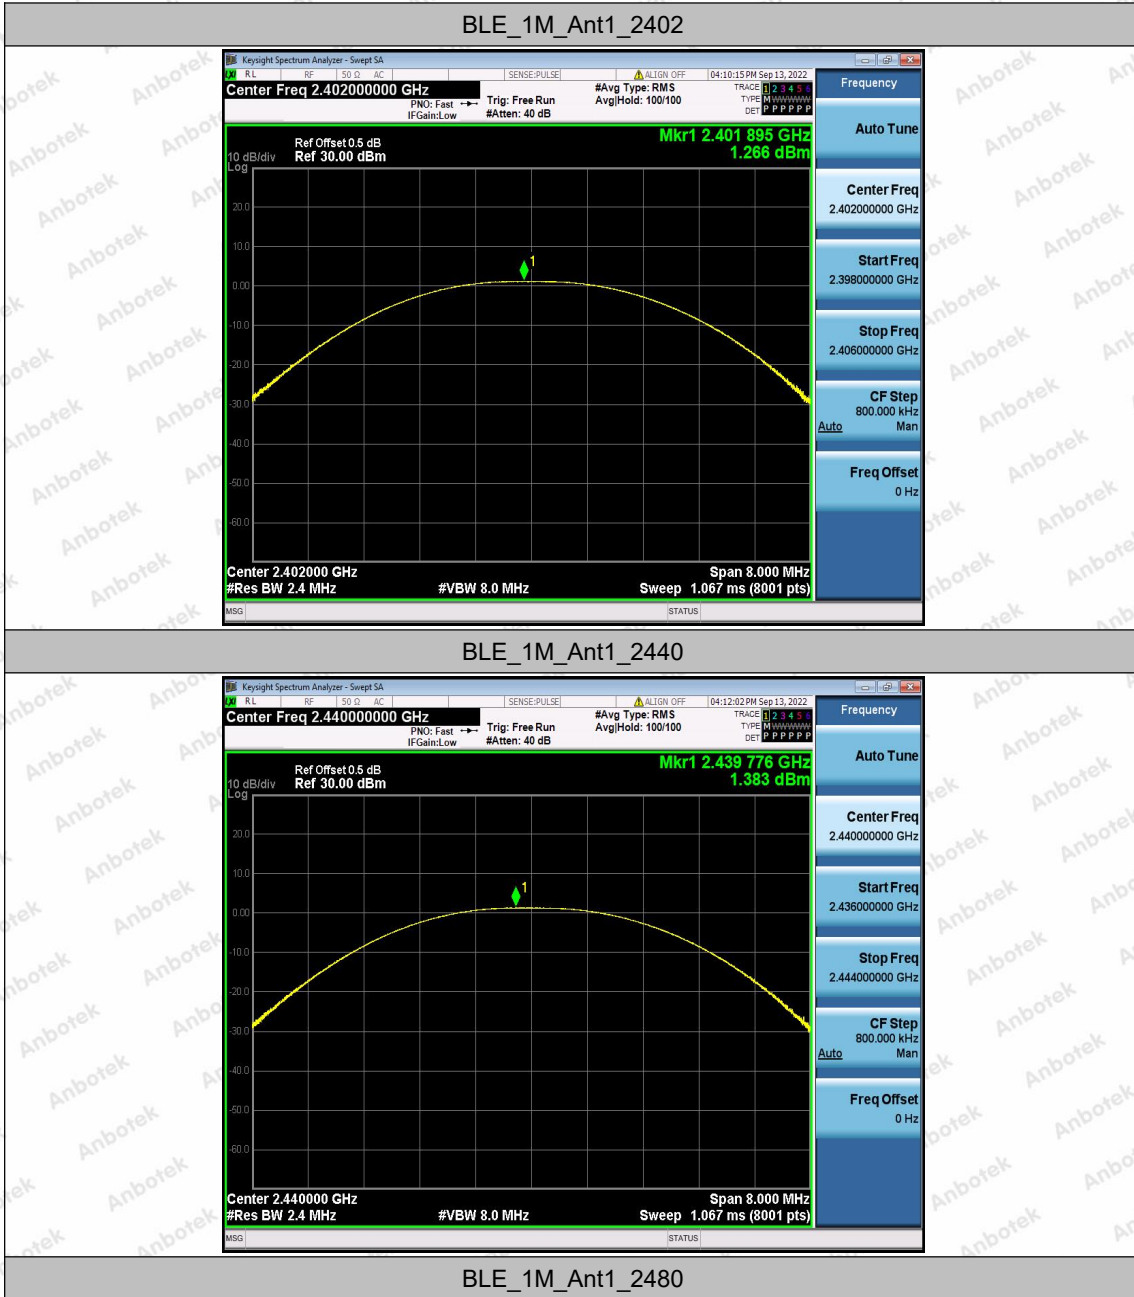 BLE_1M_Ant1_2402
Keysight Spectrum Analyzer - Swept SA
LXI RL RF 50 Ω AC SENSE:PULSE ALIGN OFF 04:10:15 PM Sep 13, 2022
Center Freq 2.402000000 GHz
PNO: Fast
IFGain:Low
Trig: Free Run
#Atten: 40 dB
#Avg Type: RMS
Avg|Hold: 100/100
TRACE 1 2 3 4 5 6
TYPE M W W W W W
DET P P P P P P
Frequency
Auto Tune
Center Freq
2.402000000 GHz
Start Freq
2.398000000 GHz
Stop Freq
2.406000000 GHz
CF Step
800.000 kHz
Auto Man
Freq Offset
0 Hz
Mkr1 2.401 895 GHz
1.266 dBm
Ref Offset 0.5 dB
10 dB/div Ref 30.00 dBm
Log
20.0
10.0
0.00
-10.0
-20.0
-30.0
-40.0
-50.0
-60.0
1
Center 2.402000 GHz Span 8.000 MHz
#Res BW 2.4 MHz #VBW 8.0 MHz Sweep 1.067 ms (8001 pts)
MSG STATUS
BLE_1M_Ant1_2440
Keysight Spectrum Analyzer - Swept SA
LXI RL RF 50 Ω AC SENSE:PULSE ALIGN OFF 04:12:02 PM Sep 13, 2022
Center Freq 2.440000000 GHz
PNO: Fast
IFGain:Low
Trig: Free Run
#Atten: 40 dB
#Avg Type: RMS
Avg|Hold: 100/100
TRACE 1 2 3 4 5 6
TYPE M W W W W W
DET P P P P P P
Frequency
Auto Tune
Center Freq
2.440000000 GHz
Start Freq
2.436000000 GHz
Stop Freq
2.444000000 GHz
CF Step
800.000 kHz
Auto Man
Freq Offset
0 Hz
Mkr1 2.439 776 GHz
1.383 dBm
Ref Offset 0.5 dB
10 dB/div Ref 30.00 dBm
Log
20.0
10.0
0.00
-10.0
-20.0
-30.0
-40.0
-50.0
-60.0
1
Center 2.440000 GHz Span 8.000 MHz
#Res BW 2.4 MHz #VBW 8.0 MHz Sweep 1.067 ms (8001 pts)
MSG STATUS
BLE_1M_Ant1_2480
Anbotek